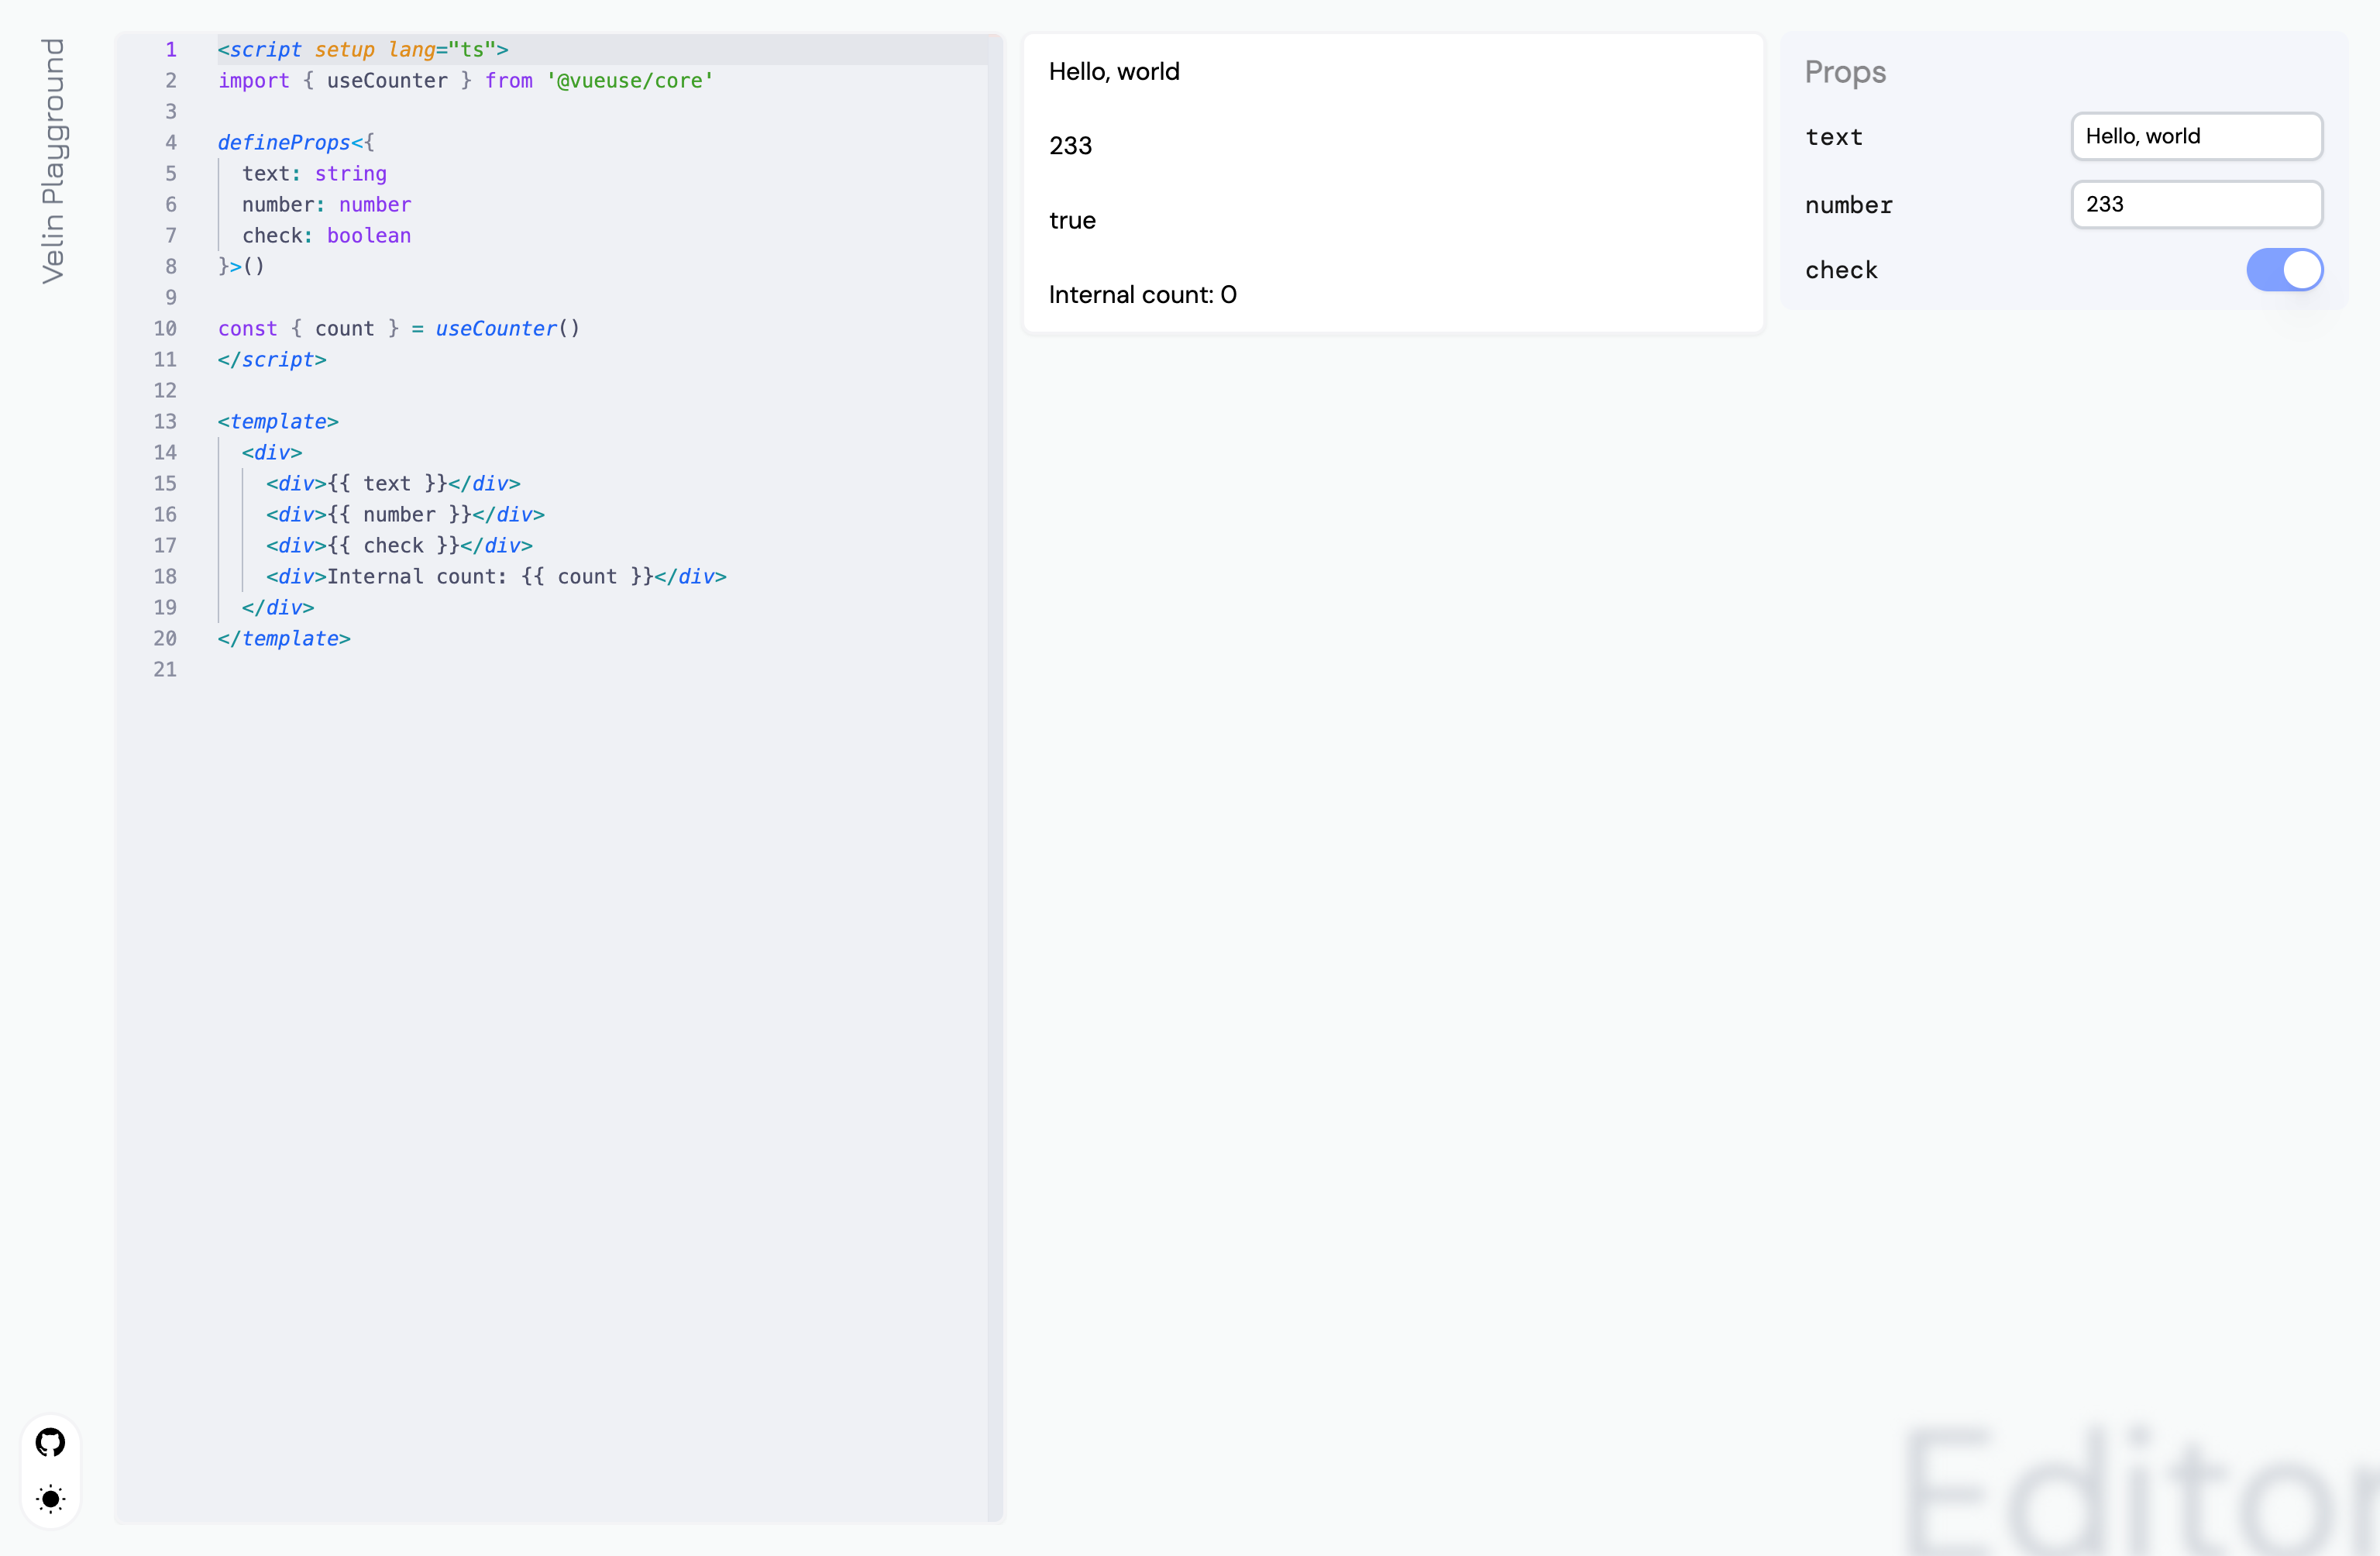 Velin Playground
1 <script setup lang="ts">
2 import { useCounter } from '@vueuse/core'
3
4 defineProps<{
5   text: string
6   number: number
7   check: boolean
8 }>()
9
10 const { count } = useCounter()
11 </script>
12
13 <template>
14   <div>
15     <div>{{ text }}</div>
16     <div>{{ number }}</div>
17     <div>{{ check }}</div>
18     <div>Internal count: {{ count }}</div>
19   </div>
20 </template>
21
Hello, world
233
true
Internal count: 0
Props
text Hello, world
number 233
check
Editor